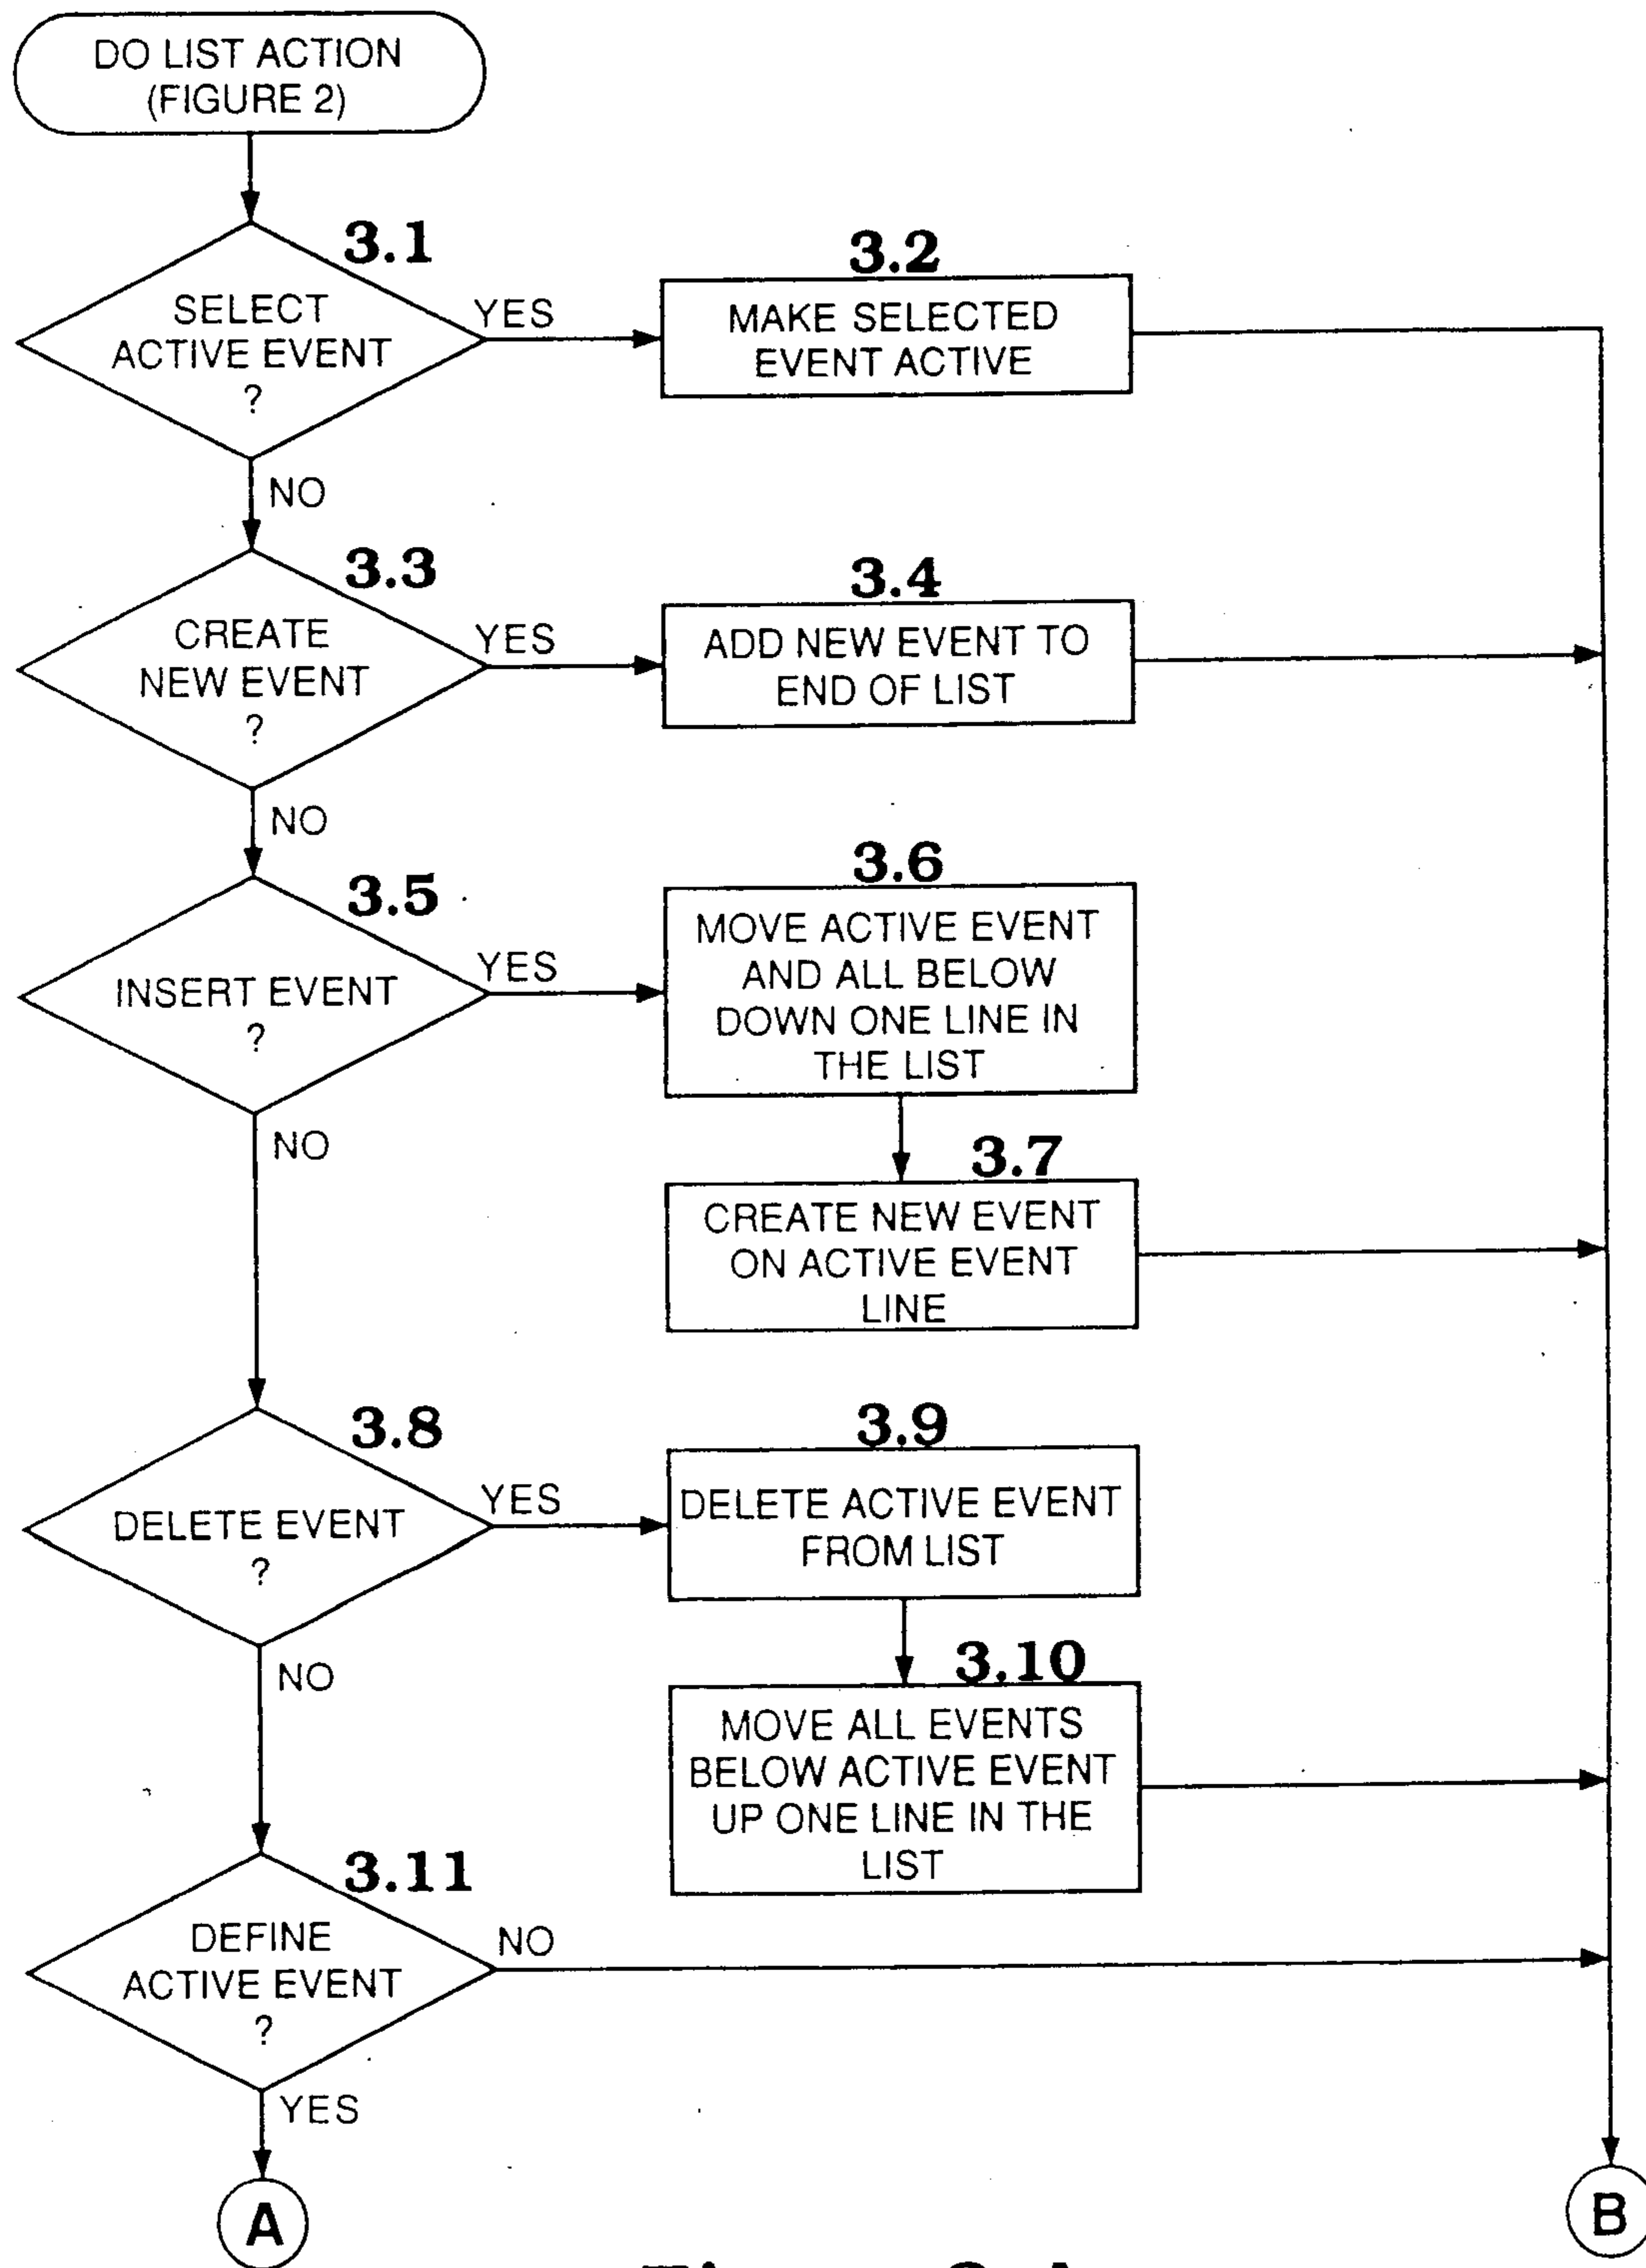 DO LIST ACTION
(FIGURE 2)
3.1
SELECT
ACTIVE EVENT
?
YES
3.2
MAKE SELECTED
EVENT ACTIVE
NO
3.3
CREATE
NEW EVENT
?
YES
3.4
ADD NEW EVENT TO
END OF LIST
NO
3.5
INSERT EVENT
?
YES
3.6
MOVE ACTIVE EVENT
AND ALL BELOW
DOWN ONE LINE IN
THE LIST
NO
3.7
CREATE NEW EVENT
ON ACTIVE EVENT
LINE
3.8
DELETE EVENT
?
YES
3.9
DELETE ACTIVE EVENT
FROM LIST
NO
3.10
MOVE ALL EVENTS
BELOW ACTIVE EVENT
UP ONE LINE IN THE
LIST
3.11
DEFINE
ACTIVE EVENT
?
NO
YES
A
B